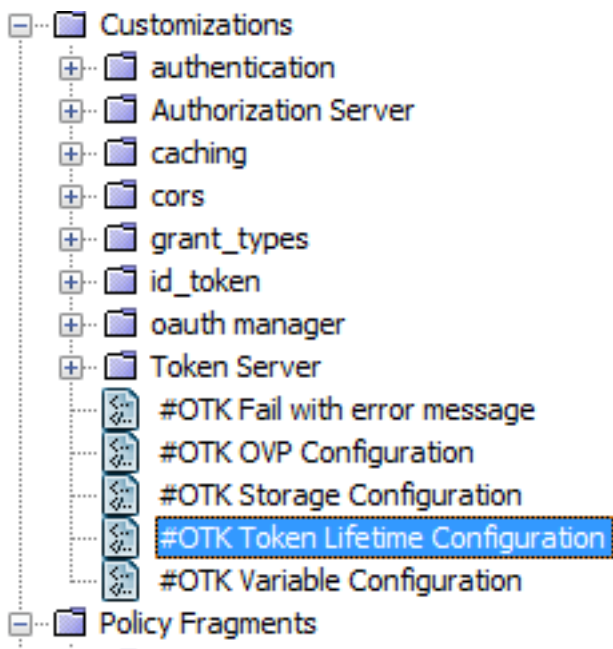 Customizations
authentication
Authorization Server
caching
cors
grant_types
id_token
oauth manager
Token Server
#OTK Fail with error message
#OTK OVP Configuration
#OTK Storage Configuration
#OTK Token Lifetime Configuration
#OTK Variable Configuration
Policy Fragments